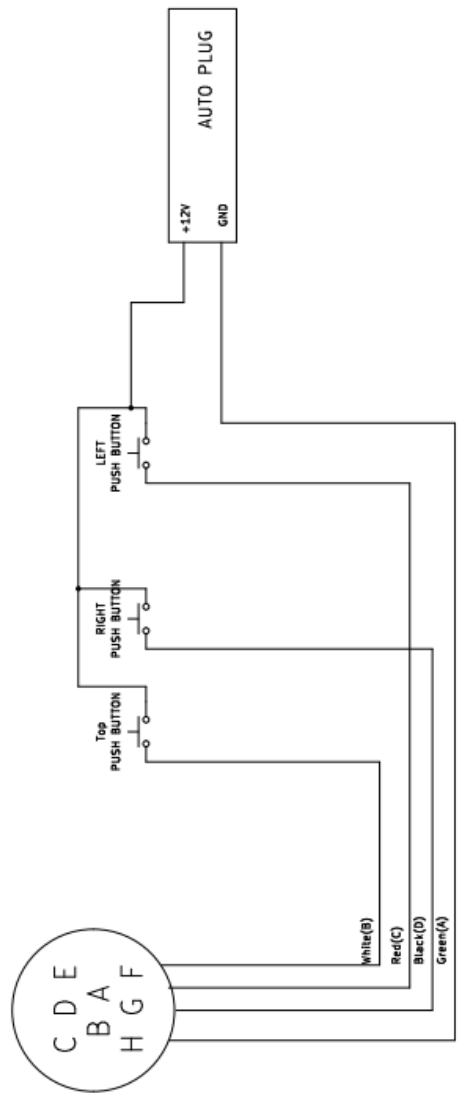 AUTO PLUG
+12V
GND
LEFT
PUSH BUTTON
RIGHT
PUSH BUTTON
Top
PUSH BUTTON
White(B)
Red(C)
Black(D)
Green(A)
C D E
B A
H G F